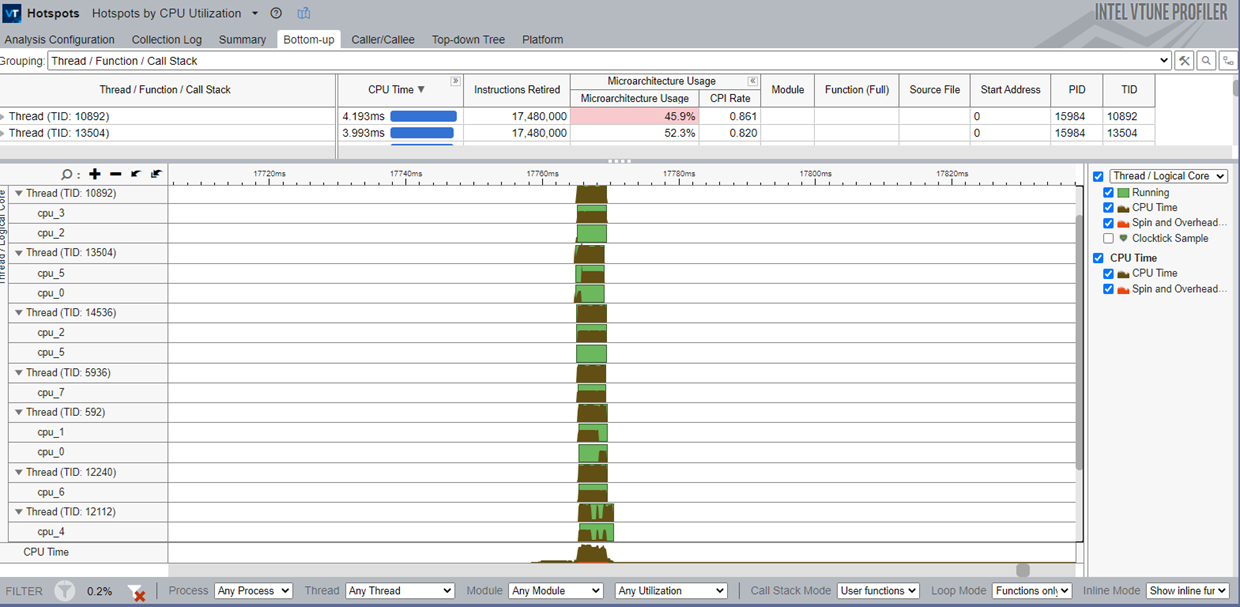 VT Hotspots Hotspots by CPU Utilization INTEL VTUNE PROFILER
Analysis Configuration Collection Log Summary Bottom-up Caller/Callee Top-down Tree Platform
Grouping: Thread / Function / Call Stack
Thread / Function / Call Stack CPU Time ▼ » Instructions Retired Microarchitecture Usage « Module Function (Full) Source File Start Address PID TID
Microarchitecture Usage CPI Rate
Thread (TID: 10892) 4.193ms 17,480,000 45.9% 0.861 0 15984 10892
Thread (TID: 13504) 3.993ms 17,480,000 52.3% 0.820 0 15984 13504
17720ms 17740ms 17760ms 17780ms 17800ms 17820ms
Thread / Logical Core
Thread (TID: 10892)
cpu_3
cpu_2
Thread (TID: 13504)
cpu_5
cpu_0
Thread (TID: 14536)
cpu_2
cpu_5
Thread (TID: 5936)
cpu_7
Thread (TID: 592)
cpu_1
cpu_0
Thread (TID: 12240)
cpu_6
Thread (TID: 12112)
cpu_4
CPU Time
Thread / Logical Core
Running
CPU Time
Spin and Overhead...
Clocktick Sample
CPU Time
CPU Time
Spin and Overhead...
FILTER 0.2% Process Any Process Thread Any Thread Module Any Module Any Utilization Call Stack Mode User functions Loop Mode Functions only Inline Mode Show inline fur